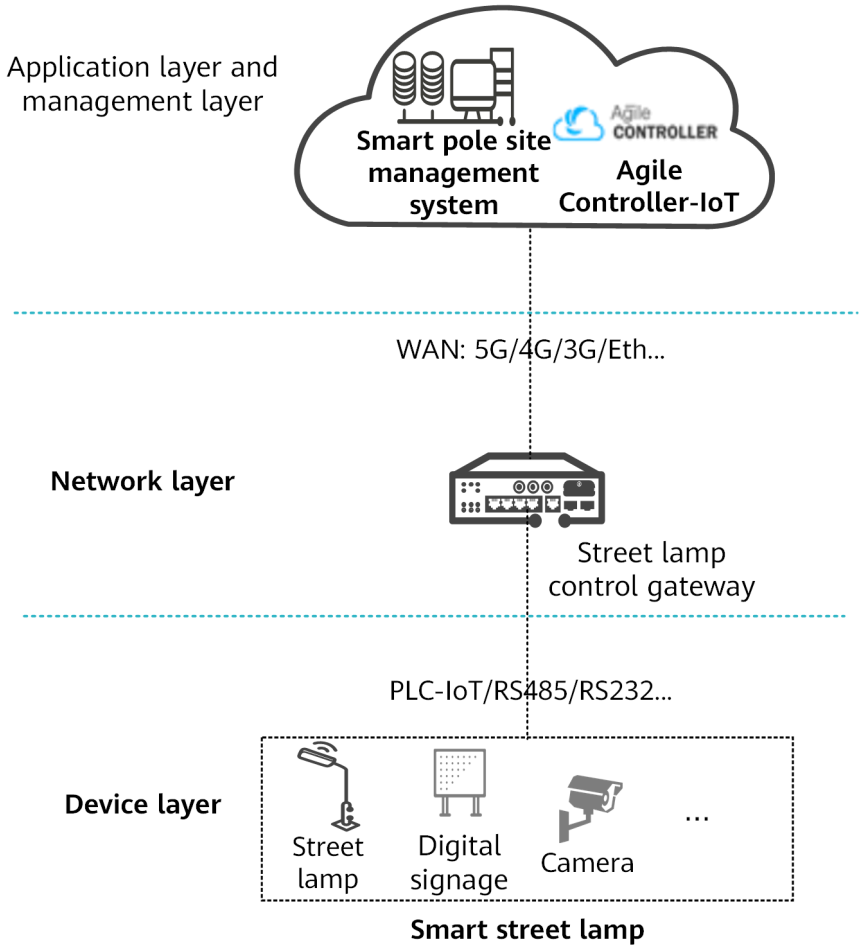 Application layer and
management layer
Agile
CONTROLLER
Smart pole site
management
system
Agile
Controller-IoT
WAN: 5G/4G/3G/Eth...
Network layer
Street lamp
control gateway
PLC-IoT/RS485/RS232...
Device layer
Street
lamp
Digital
signage
Camera
...
Smart street lamp